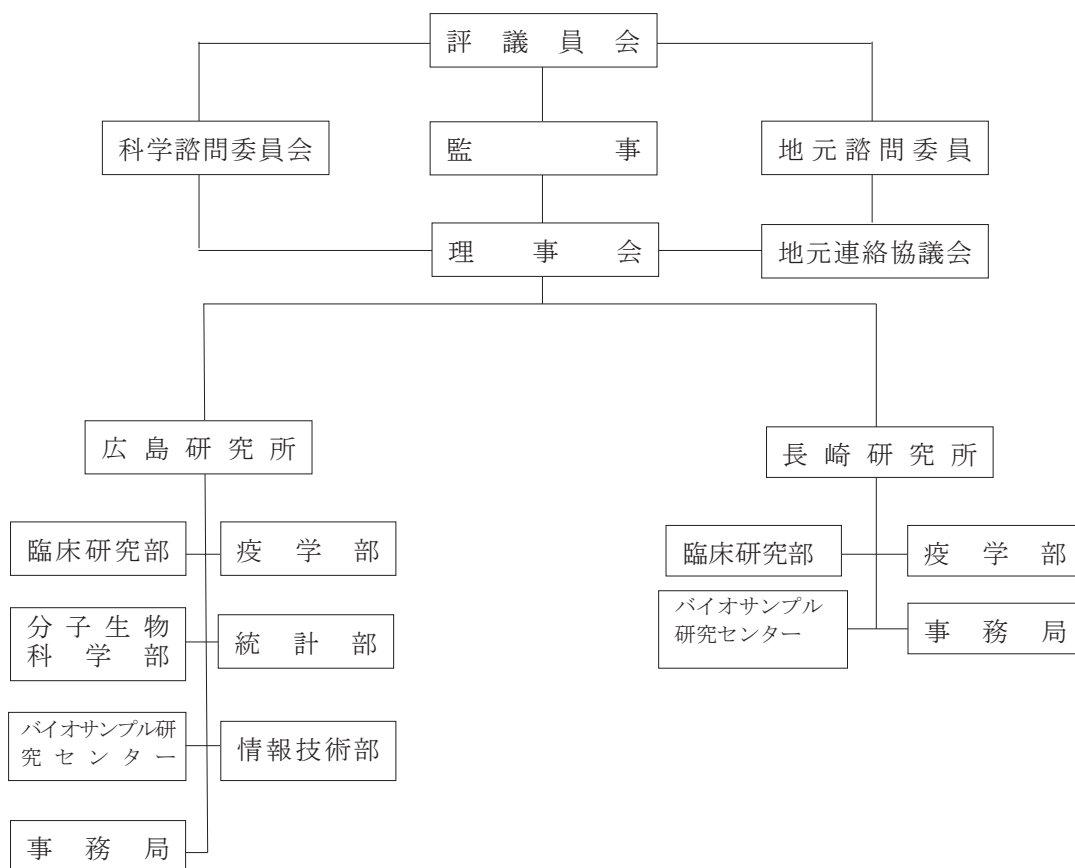 評議員会
科学諮問委員会
監事
地元諮問委員
理事会
地元連絡協議会
広島研究所
長崎研究所
臨床研究部
疫学部
臨床研究部
疫学部
分子生物
科学部
統計部
バイオサンプル
研究センター
事務局
バイオサンプル研
究センター
情報技術部
事務局